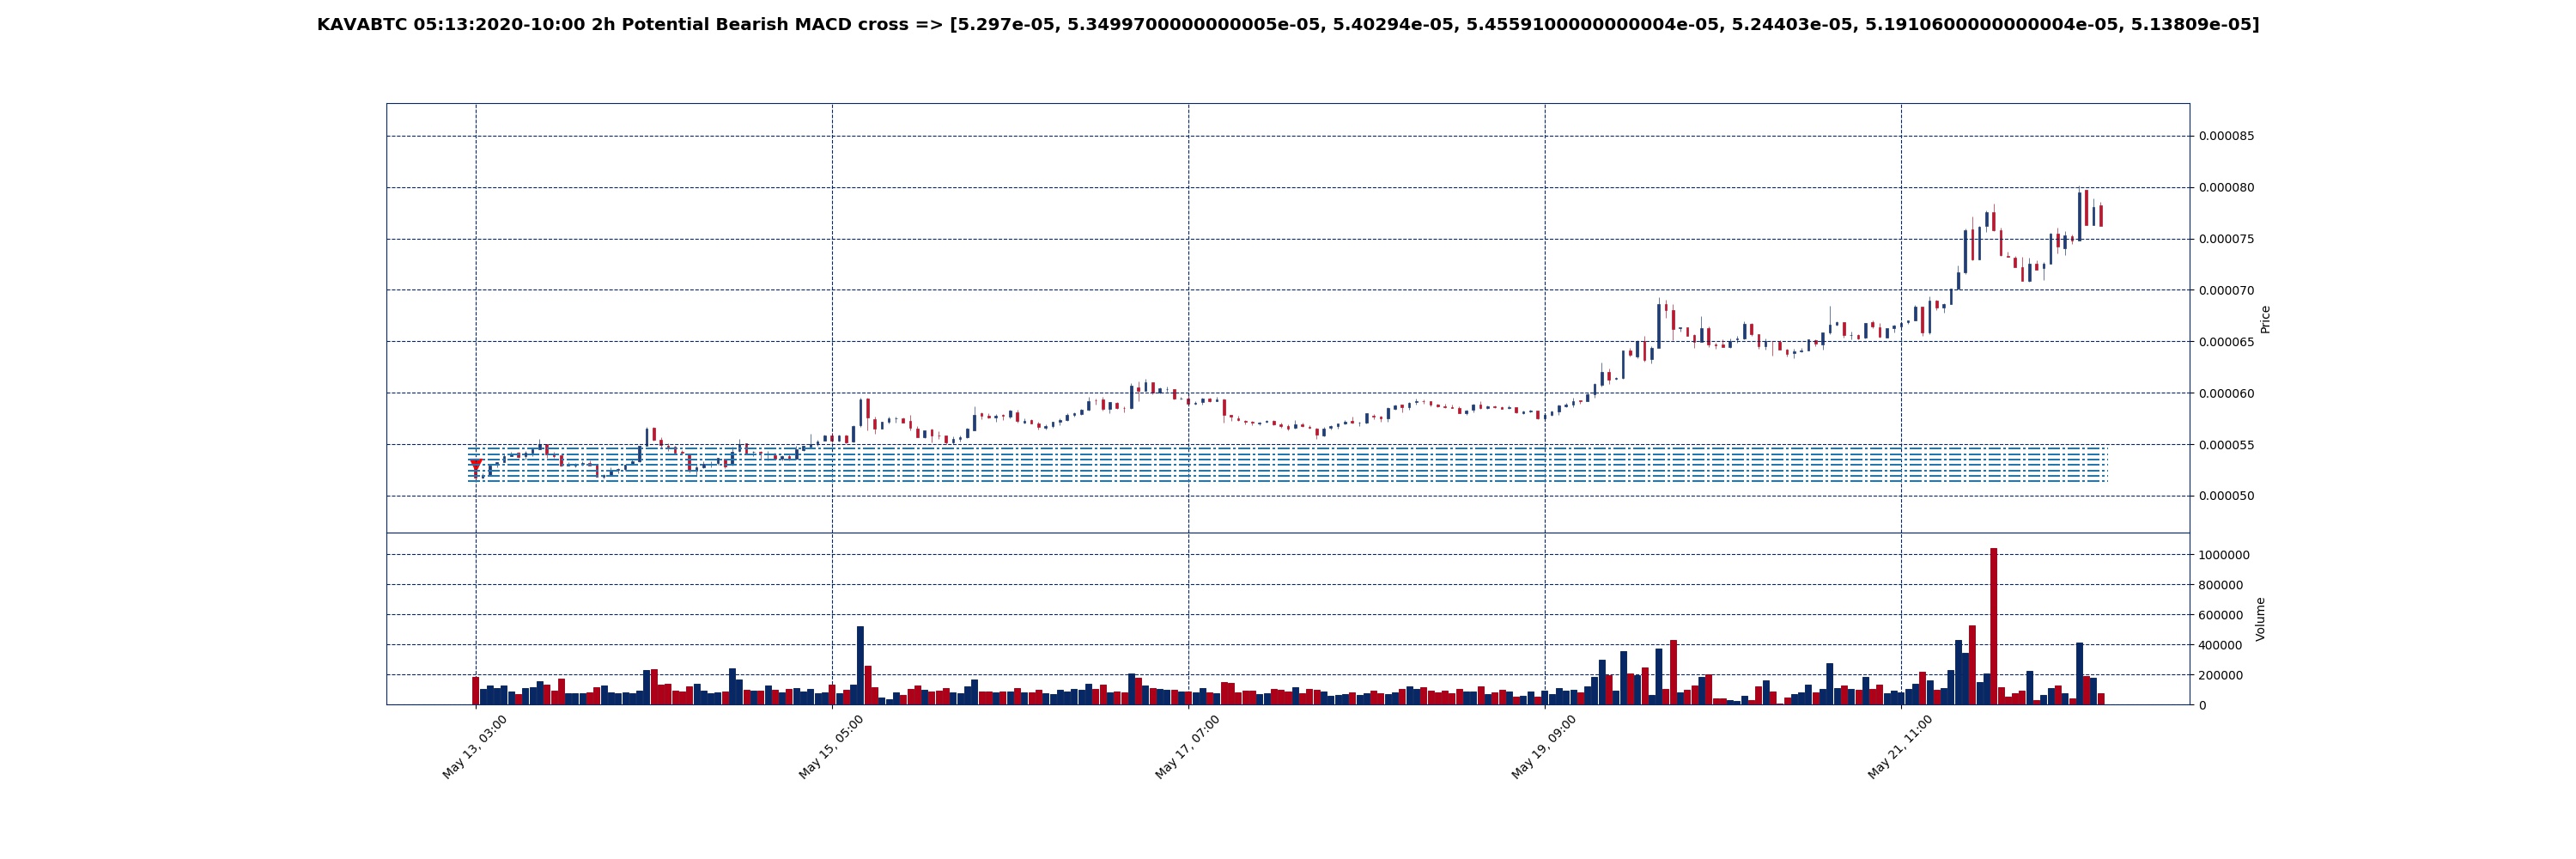 KAVABTC 05:13:2020-10:00 2h Potential Bearish MACD cross => [5.297e-05, 5.3499700000000005e-05, 5.40294e-05, 5.4559100000000004e-05, 5.24403e-05, 5.1910600000000004e-05, 5.13809e-05]
0.000085
0.000080
0.000075
0.000070
0.000065
0.000060
0.000055
0.000050
Price
1000000
800000
600000
400000
200000
0
Volume
May 13, 03:00
May 15, 05:00
May 17, 07:00
May 19, 09:00
May 21, 11:00